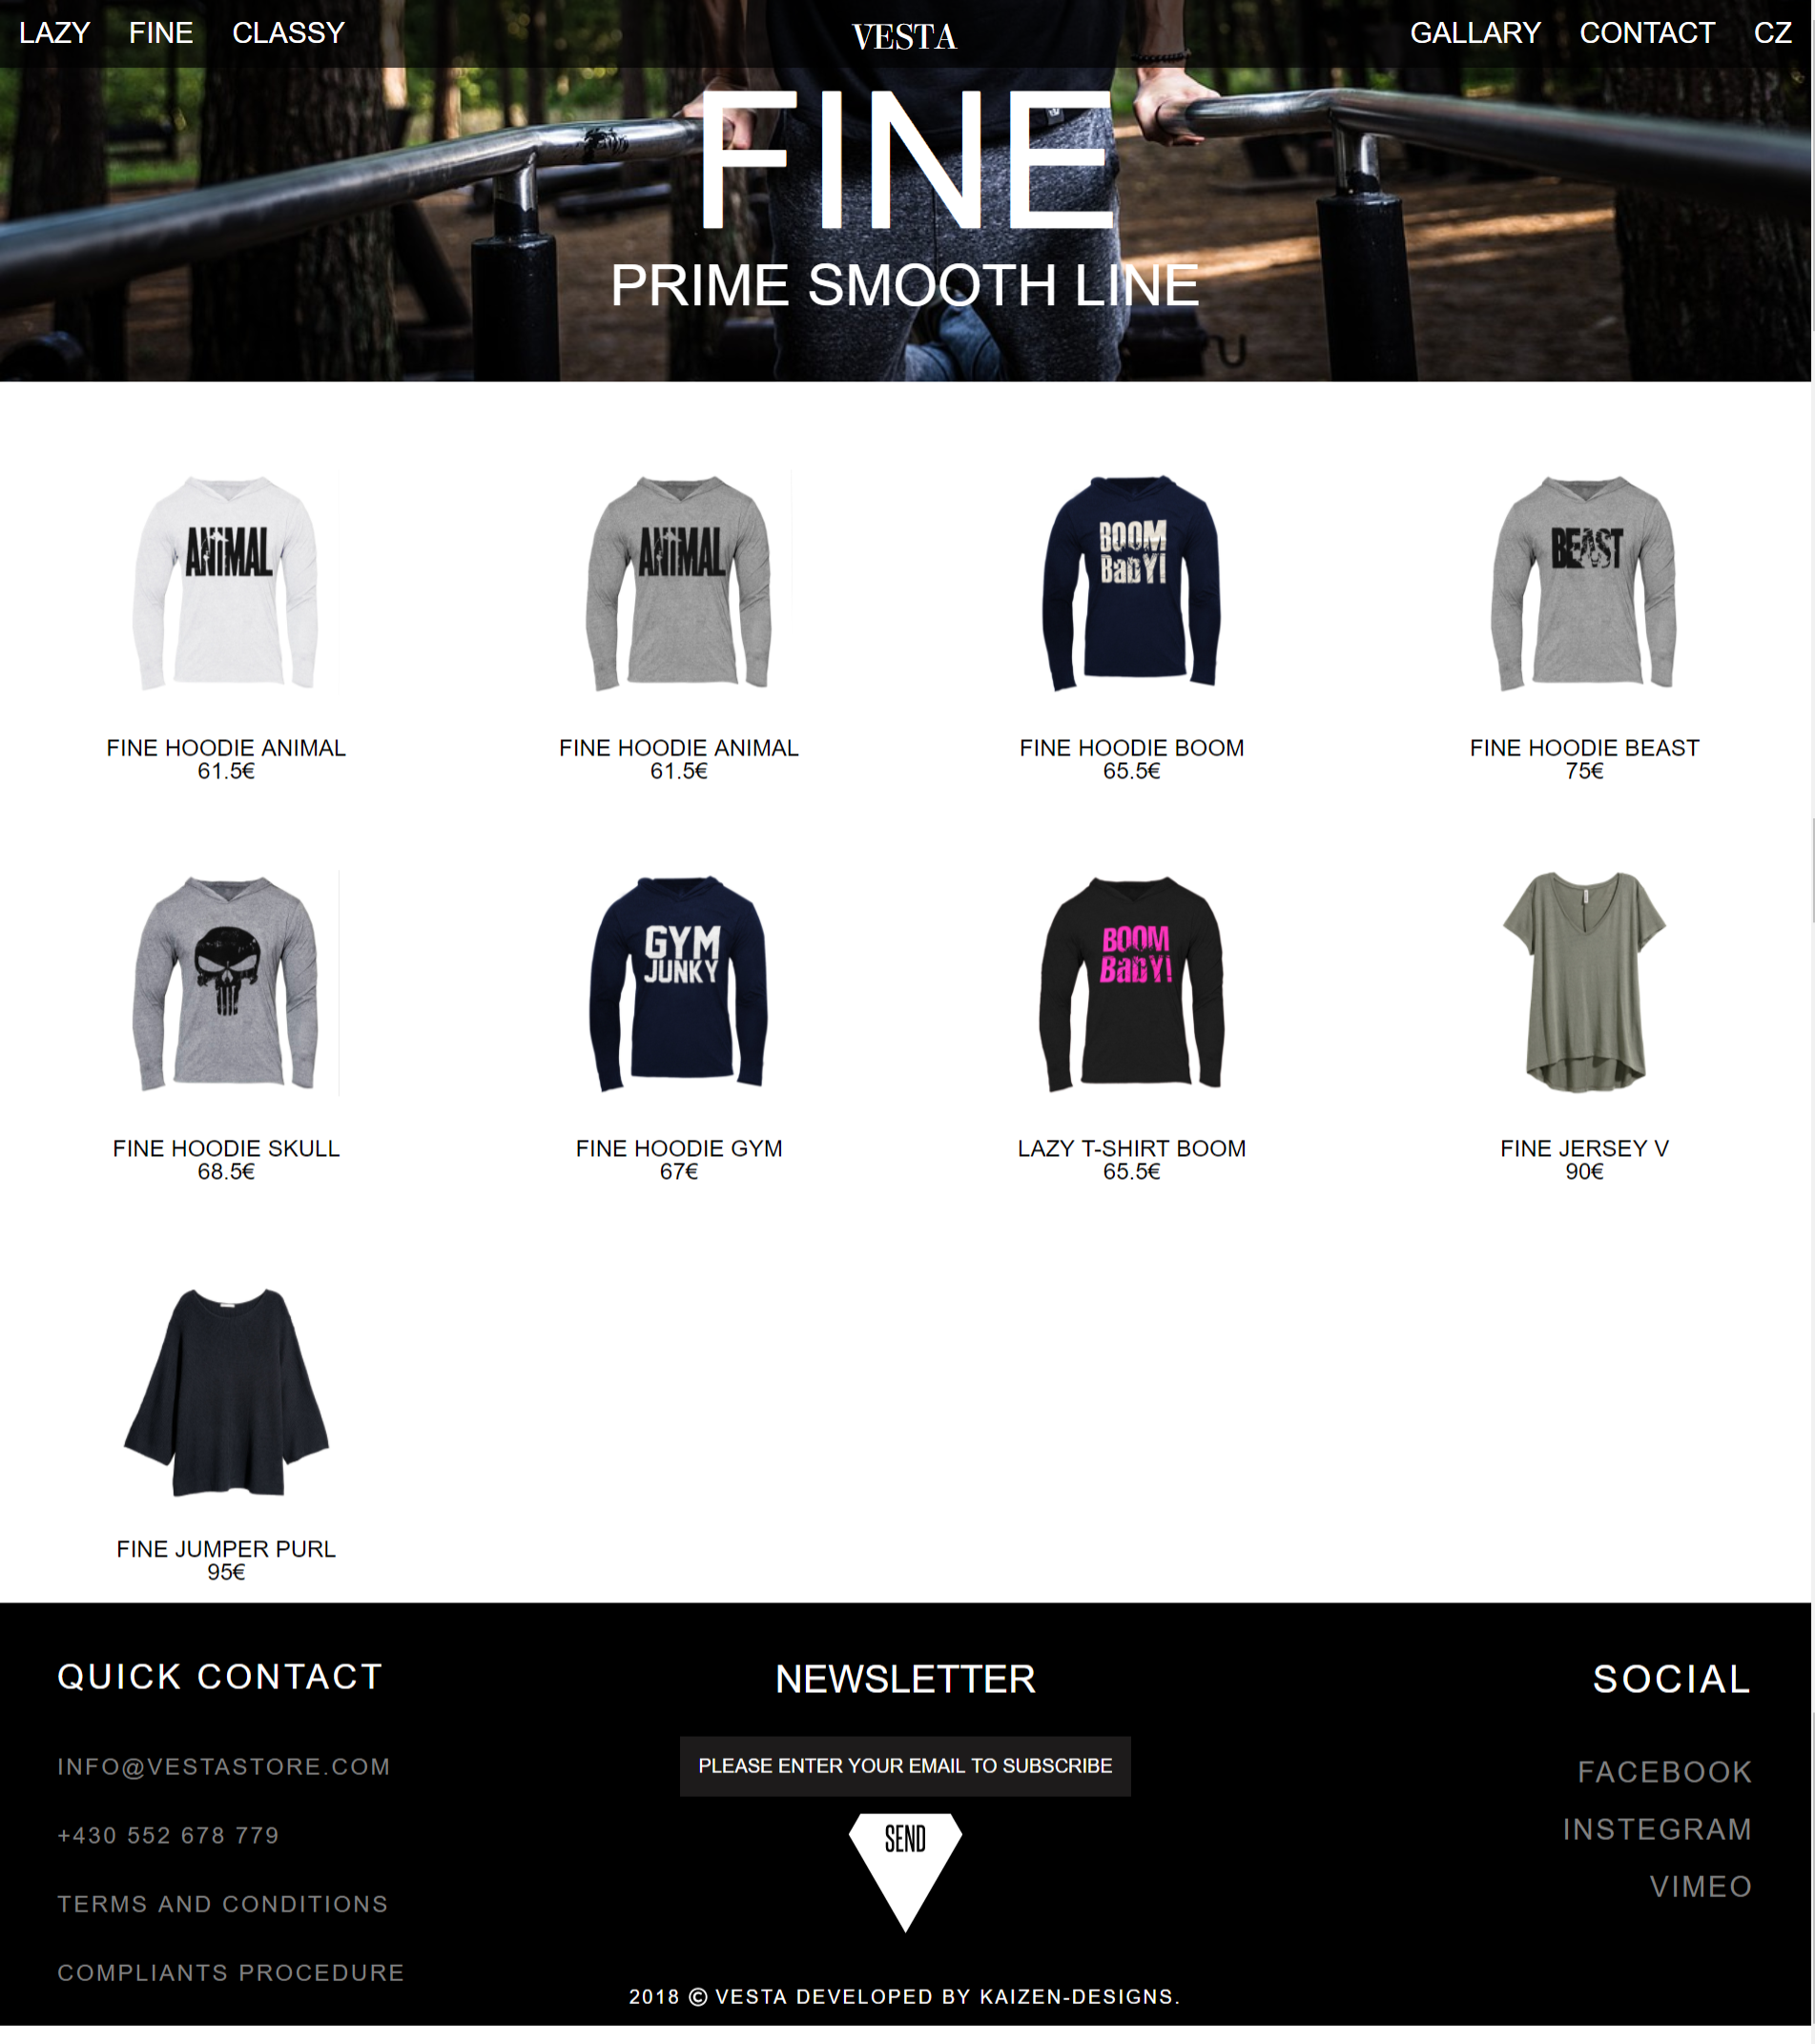 LAZY FINE CLASSY VESTA GALLARY CONTACT CZ
FINE
PRIME SMOOTH LINE
ANIMAL
ANIMAL
BOOM
BaDY!
BEAST
FINE HOODIE ANIMAL
61.5€
FINE HOODIE ANIMAL
61.5€
FINE HOODIE BOOM
65.5€
FINE HOODIE BEAST
75€
GYM
JUNKY
BOOM
BaDY!
FINE HOODIE SKULL
68.5€
FINE HOODIE GYM
67€
LAZY T-SHIRT BOOM
65.5€
FINE JERSEY V
90€
FINE JUMPER PURL
95€
QUICK CONTACT
INFO@VESTASTORE.COM
+430 552 678 779
TERMS AND CONDITIONS
COMPLIANTS PROCEDURE
NEWSLETTER
PLEASE ENTER YOUR EMAIL TO SUBSCRIBE
SEND
SOCIAL
FACEBOOK
INSTEGRAM
VIMEO
2018 © VESTA DEVELOPED BY KAIZEN-DESIGNS.